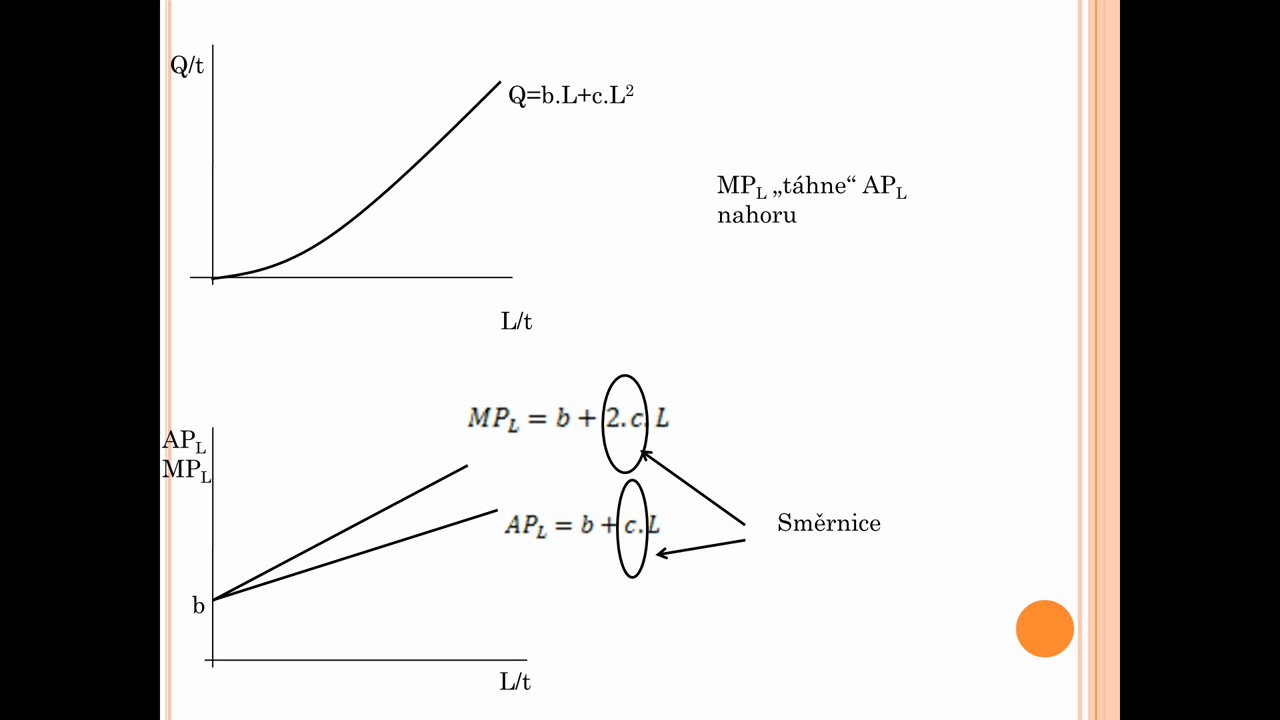 Q/t
Q=b.L+c.L²
MP_L „táhne“ AP_L
nahoru
L/t
MP_L = b + 2.c. L
AP_L
MP_L
AP_L = b + c.L
Směrnice
b
L/t